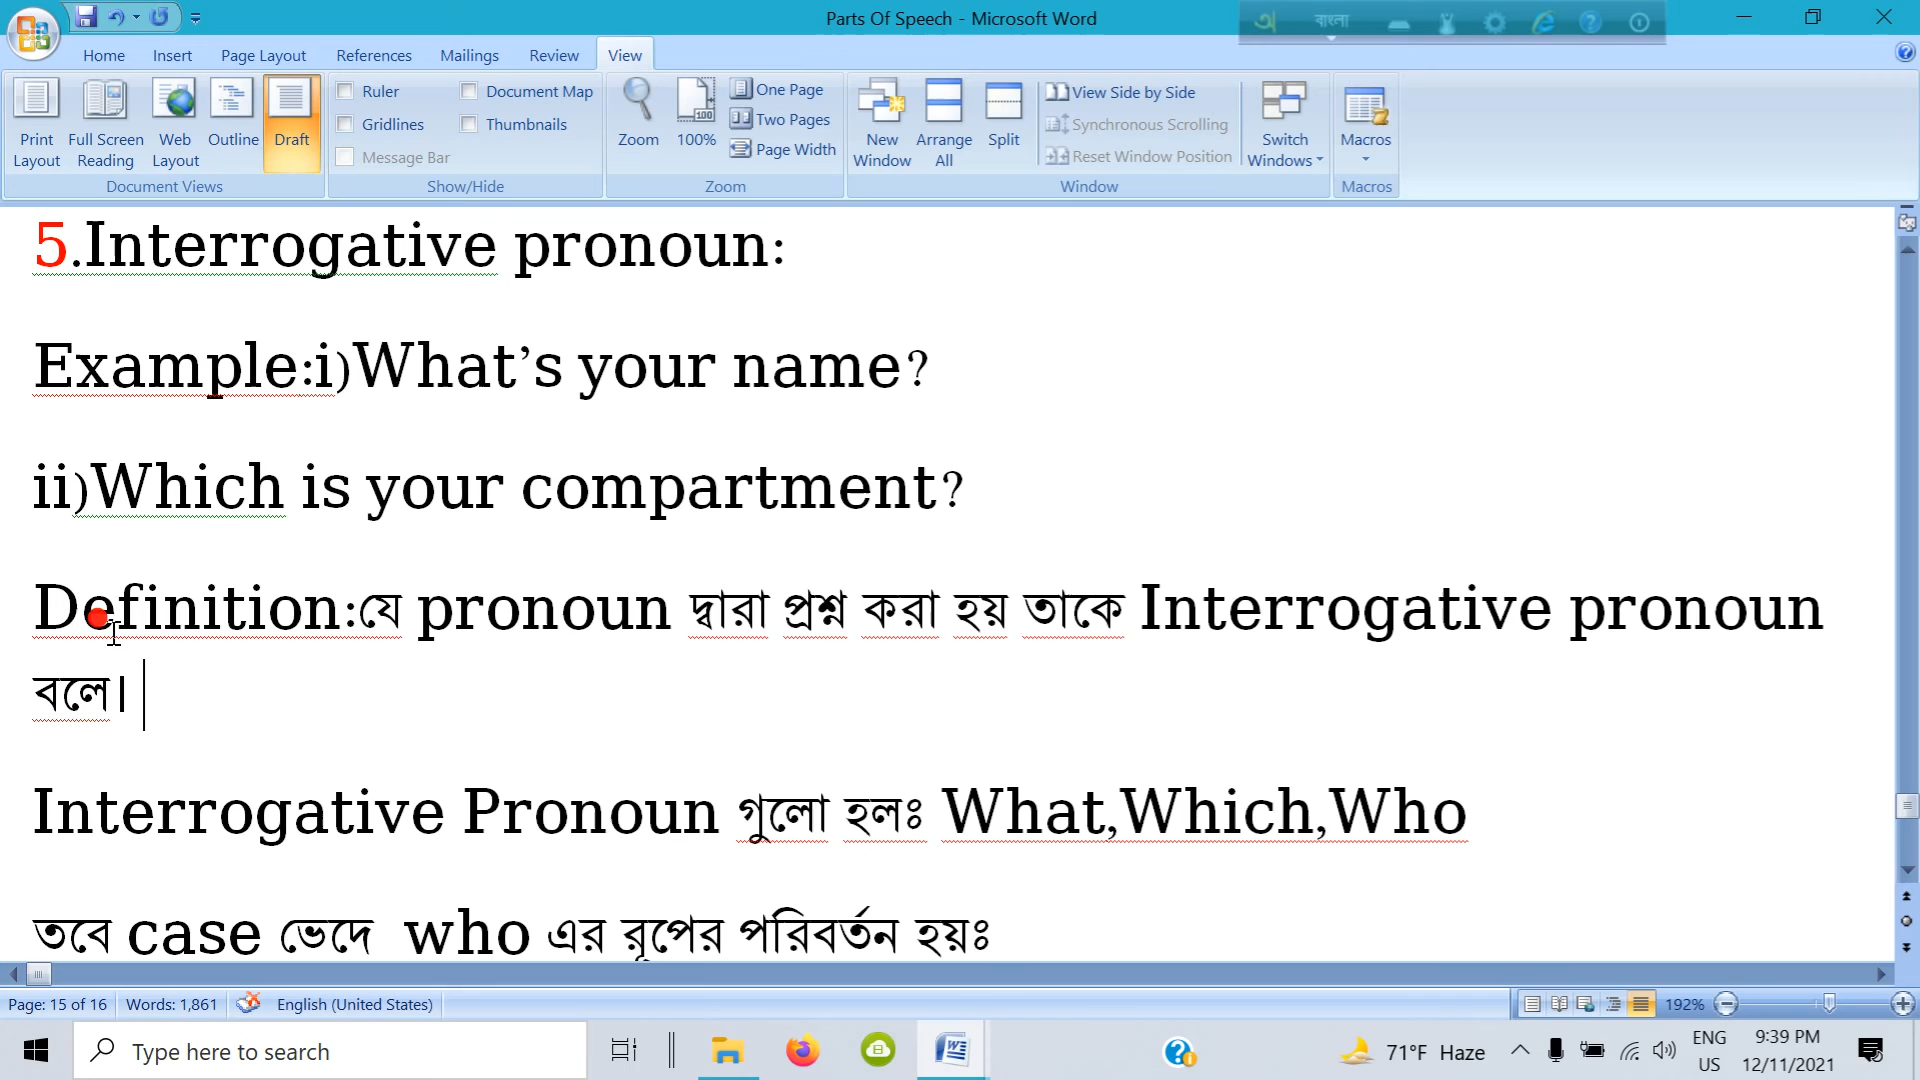 Parts Of Speech - Microsoft Word
অ বাংলা
Home Insert Page Layout References Mailings Review View
Print Layout
Full Screen Reading
Web Layout
Outline
Draft
Document Views
Ruler
Gridlines
Message Bar
Document Map
Thumbnails
Show/Hide
Zoom
100%
One Page
Two Pages
Page Width
Zoom
New Window
Arrange All
Split
View Side by Side
Synchronous Scrolling
Reset Window Position
Window
Switch Windows
Macros
Macros
5.Interrogative pronoun:
Example:i)What’s your name?
ii)Which is your compartment?
Definition:যে pronoun দ্বারা প্রশ্ন করা হয় তাকে Interrogative pronoun
বলে।
Interrogative Pronoun গুলো হলঃ What,Which,Who
তবে case ভেদে who এর রূপের পরিবর্তন হয়ঃ
Page: 15 of 16 Words: 1,861 English (United States) 192%
Type here to search
71°F Haze
ENG
US
9:39 PM
12/11/2021